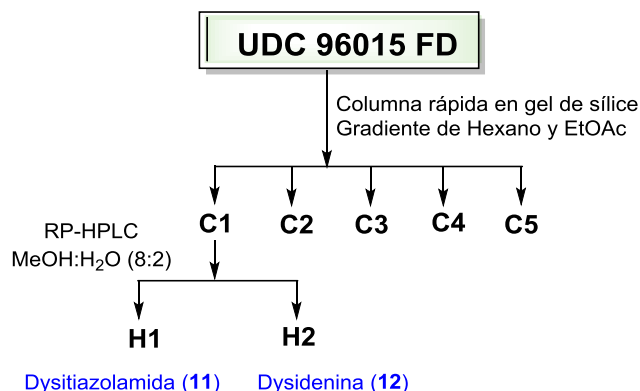 UDC 96015 FD
Columna rápida en gel de sílice
Gradiente de Hexano y EtOAc
C1 C2 C3 C4 C5
RP-HPLC
MeOH:H₂O (8:2)
H1 H2
Dysitiazolamida (11) Dysidenina (12)